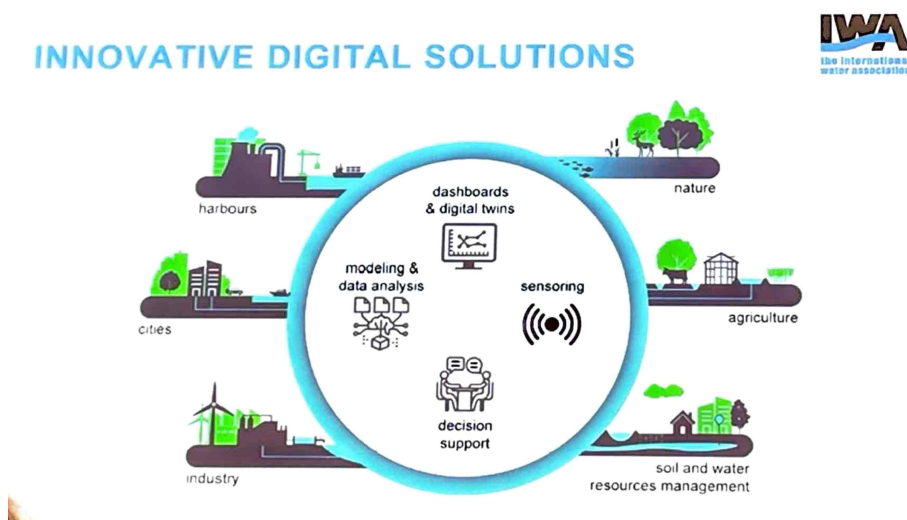 INNOVATIVE DIGITAL SOLUTIONS
IWA
the international
water association
harbours
nature
dashboards
& digital twins
modeling &
data analysis
sensoring
cities
agriculture
decision
support
industry
soil and water
resources management